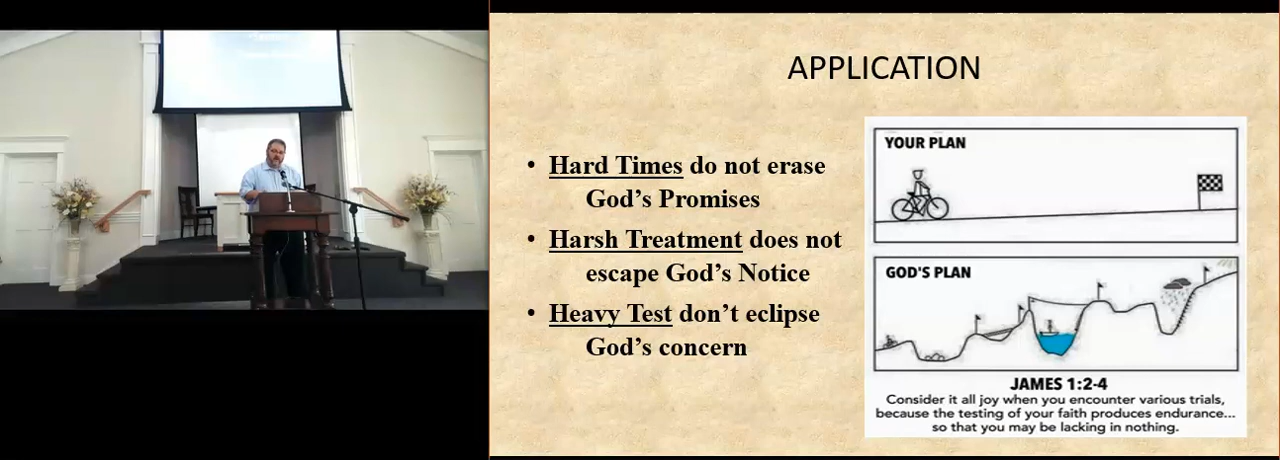 APPLICATION
• Hard Times do not erase
God’s Promises
• Harsh Treatment does not
escape God’s Notice
• Heavy Test don’t eclipse
God’s concern
YOUR PLAN
GOD'S PLAN
JAMES 1:2-4
Consider it all joy when you encounter various trials,
because the testing of your faith produces endurance...
so that you may be lacking in nothing.